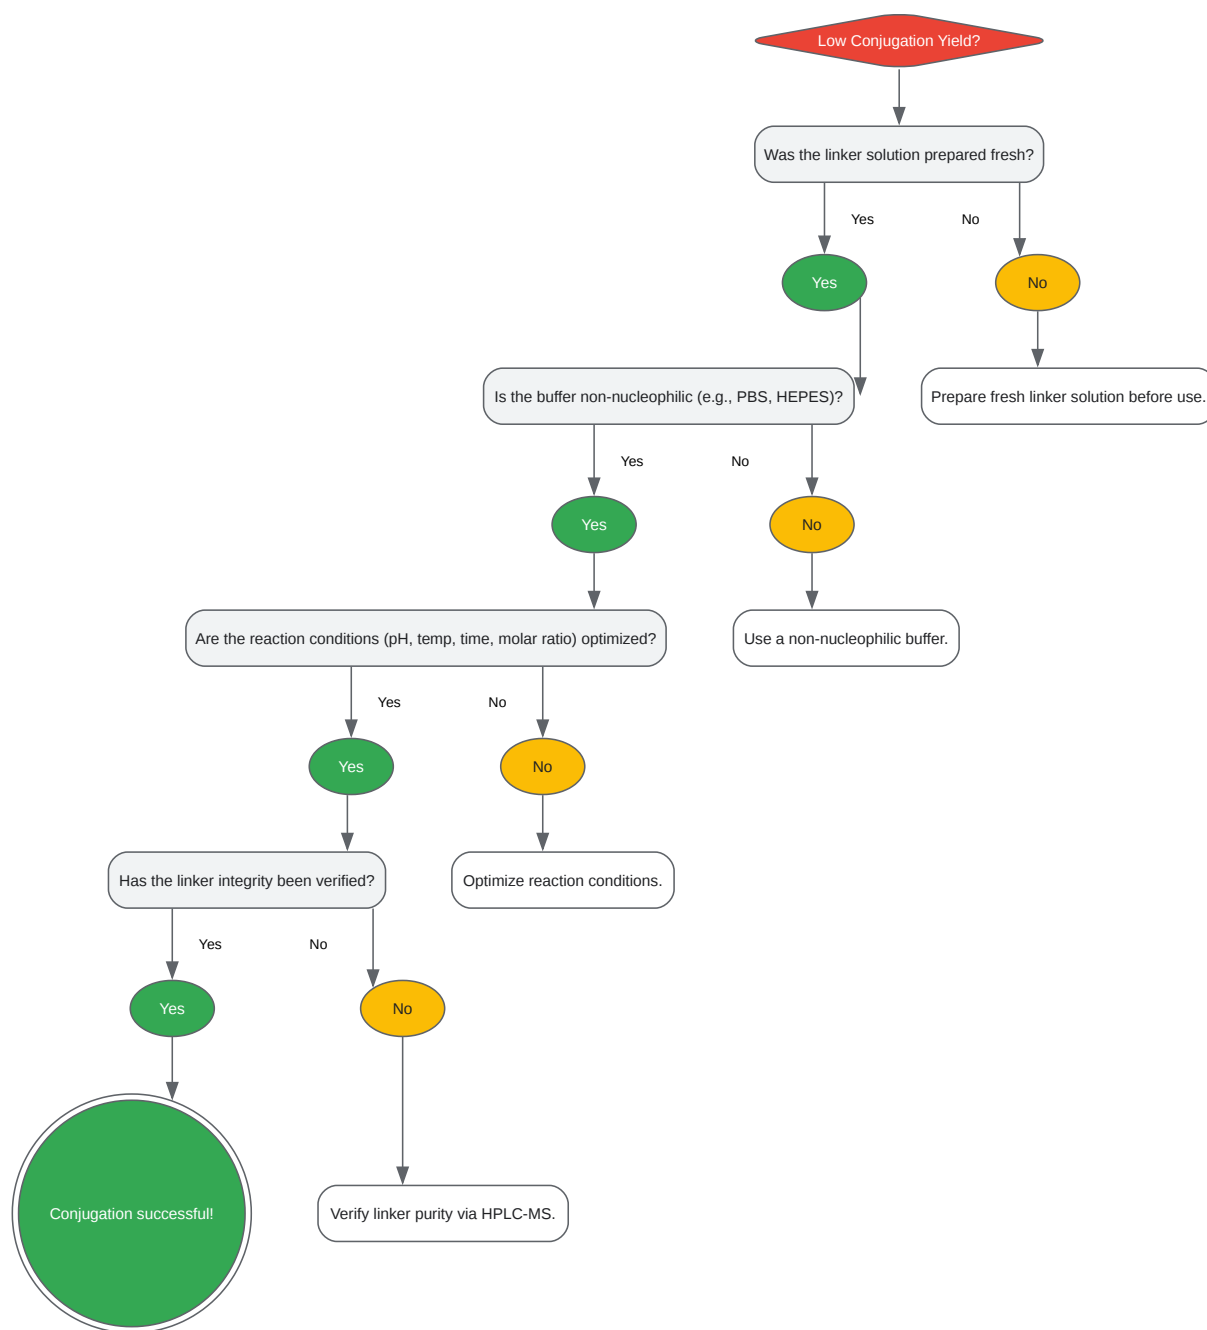 Low Conjugation Yield?
Was the linker solution prepared fresh?
Yes
No
Yes
No
Is the buffer non-nucleophilic (e.g., PBS, HEPES)?
Prepare fresh linker solution before use.
Yes
No
Yes
No
Are the reaction conditions (pH, temp, time, molar ratio) optimized?
Use a non-nucleophilic buffer.
Yes
No
Yes
No
Has the linker integrity been verified?
Optimize reaction conditions.
Yes
No
Yes
No
Conjugation successful!
Verify linker purity via HPLC-MS.